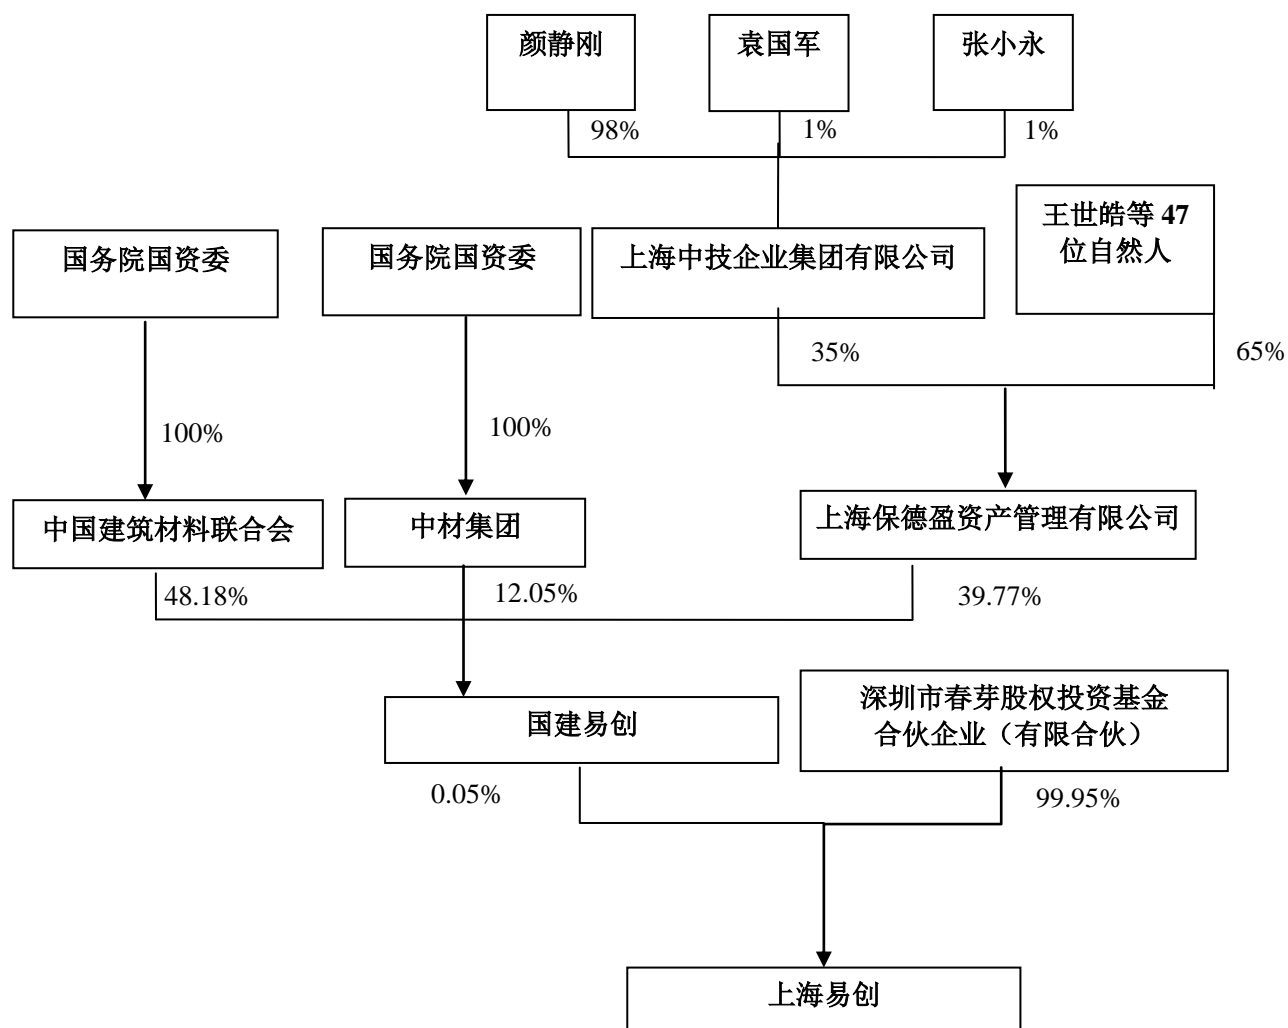 颜静刚
袁国军
张小永
98%
1%
1%
王世皓等 47
位自然人
国务院国资委
国务院国资委
上海中技企业集团有限公司
35%
65%
100%
100%
中国建筑材料联合会
中材集团
上海保德盈资产管理有限公司
48.18%
12.05%
39.77%
国建易创
深圳市春芽股权投资基金
合伙企业（有限合伙）
0.05%
99.95%
上海易创